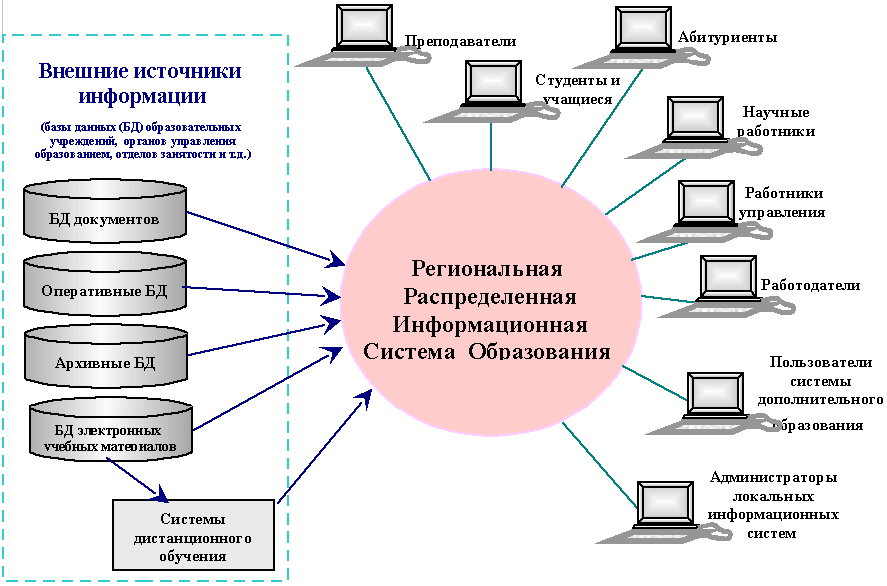 Внешние источники
информации
(базы данных (БД) образовательных
учреждений, органов управления
образованием, отделов занятости и т.д.)
БД документов
Оперативные БД
Архивные БД
БД электронных
учебных материалов
Системы
дистанционного
обучения
Региональная
Распределенная
Информационная
Система Образования
Преподаватели
Студенты и
учащиеся
Абитуриенты
Научные
работники
Работники
управления
Работодатели
Пользователи
системы
дополнительного
образования
Администраторы
локальных
информационных
систем